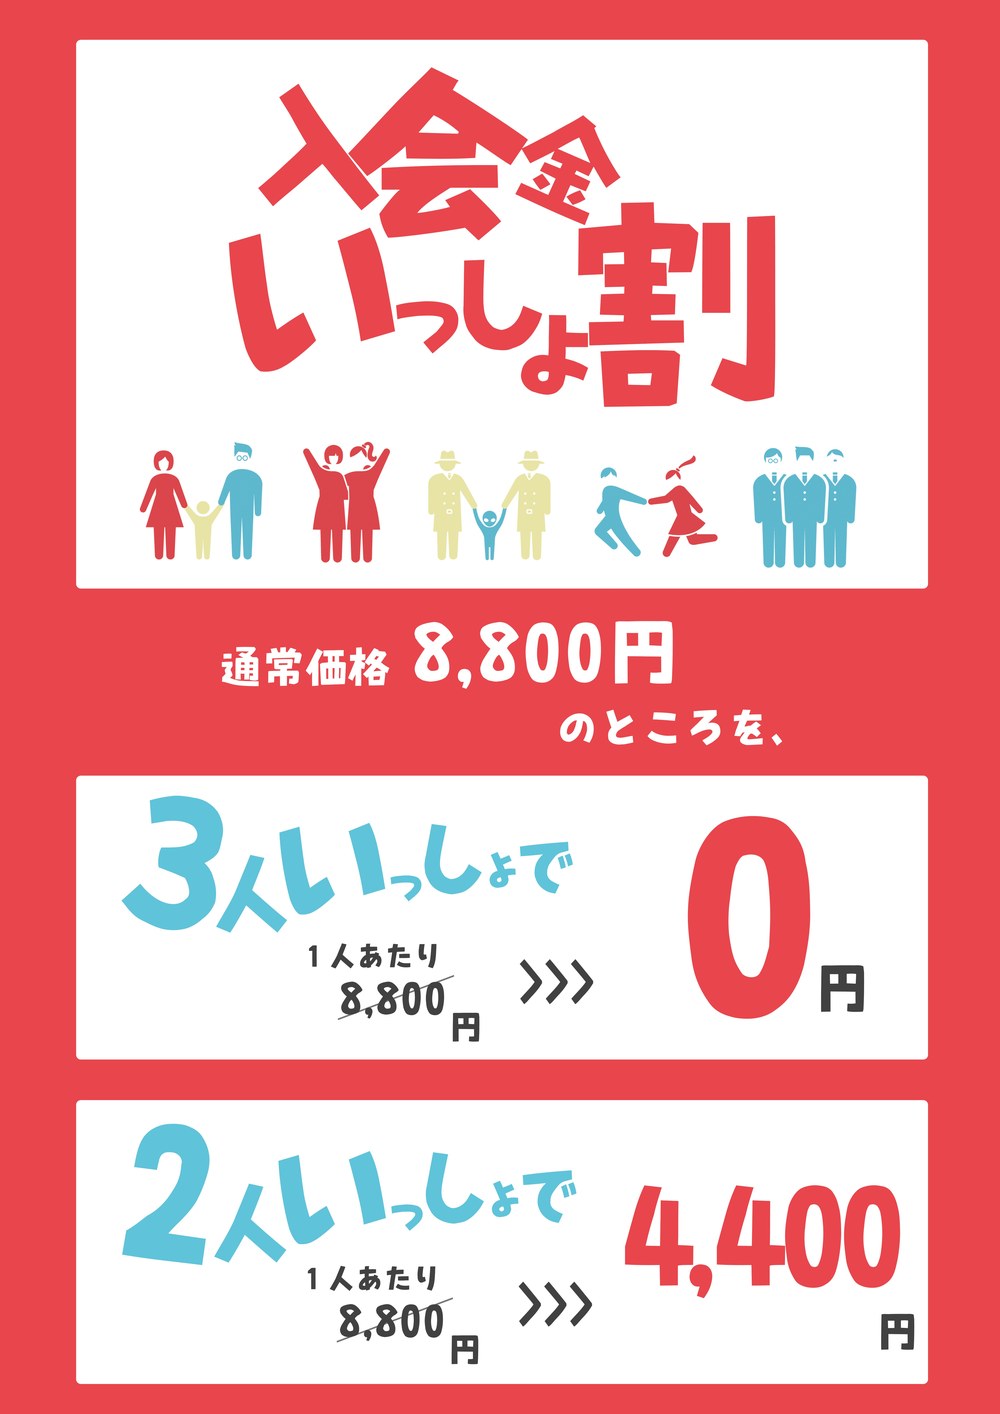 入会金
いっしょ割
通常価格 8,800円
のところを、
3人いっしょで
1人あたり
8,800円
>>>
0円
2人いっしょで
1人あたり
8,800円
>>>
4,400円